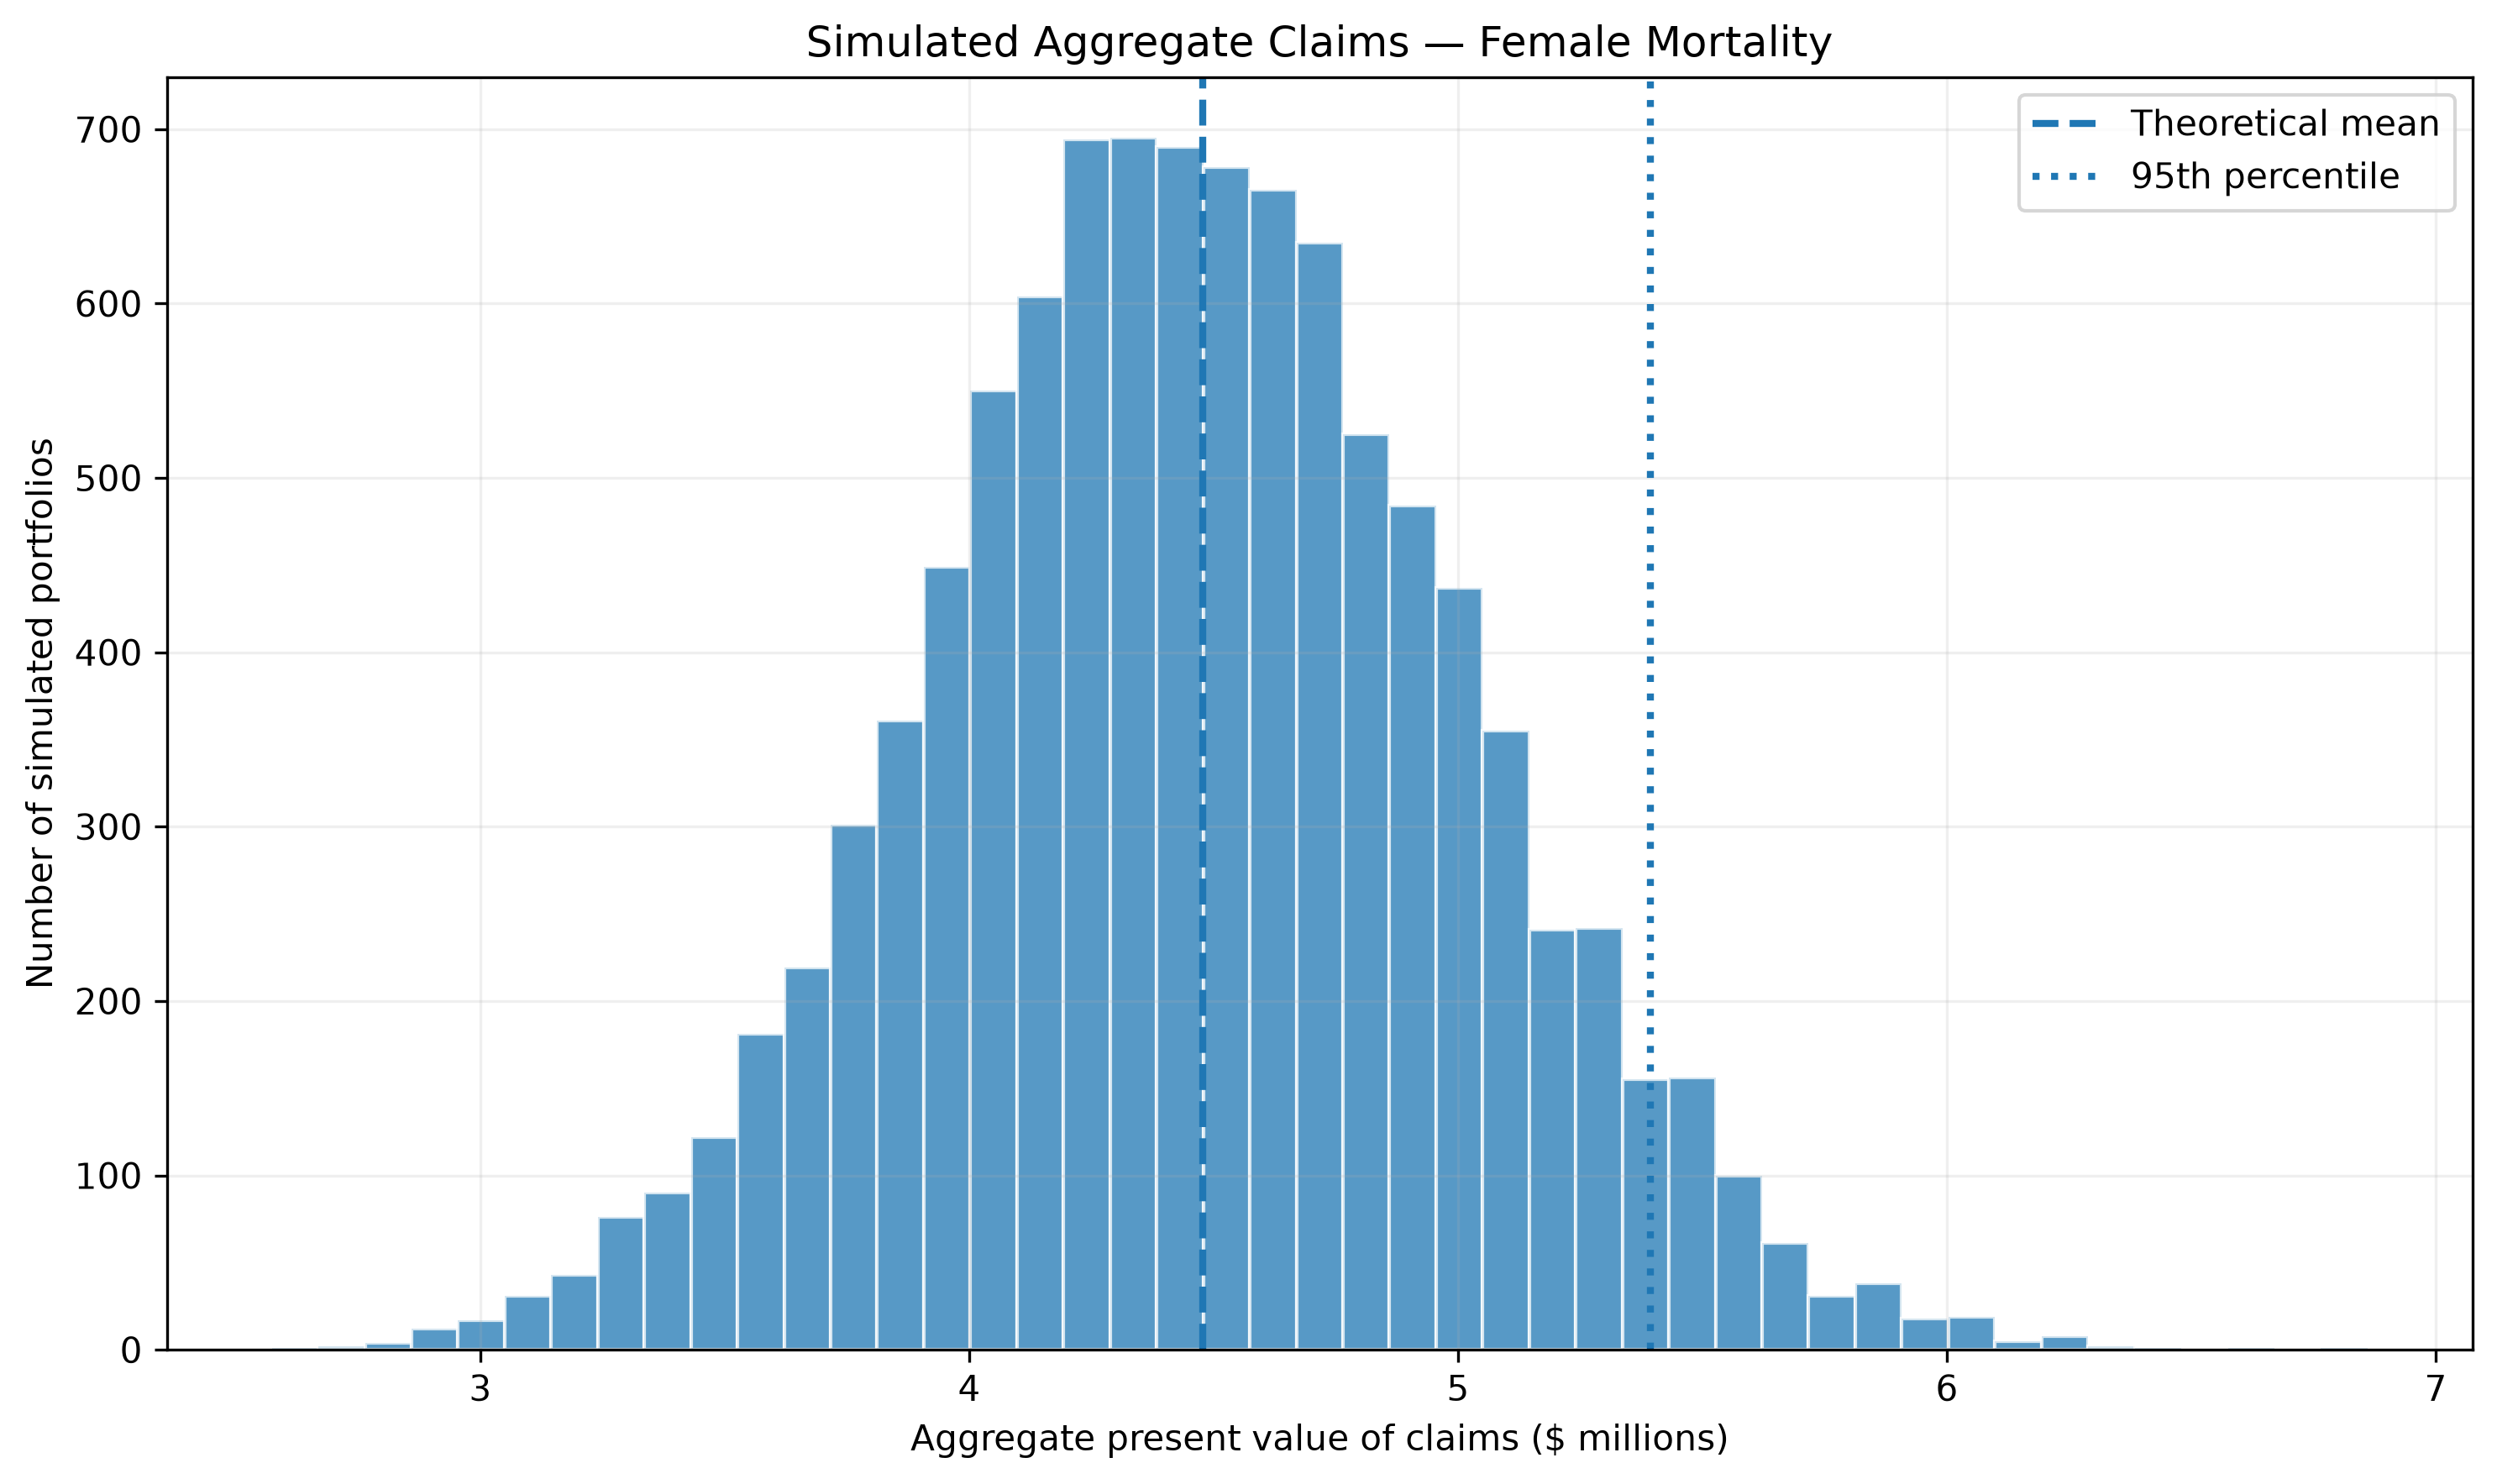 Simulated Aggregate Claims — Female Mortality
Theoretical mean
95th percentile
Number of simulated portfolios
700
600
500
400
300
200
100
0
3 4 5 6 7
Aggregate present value of claims ($ millions)